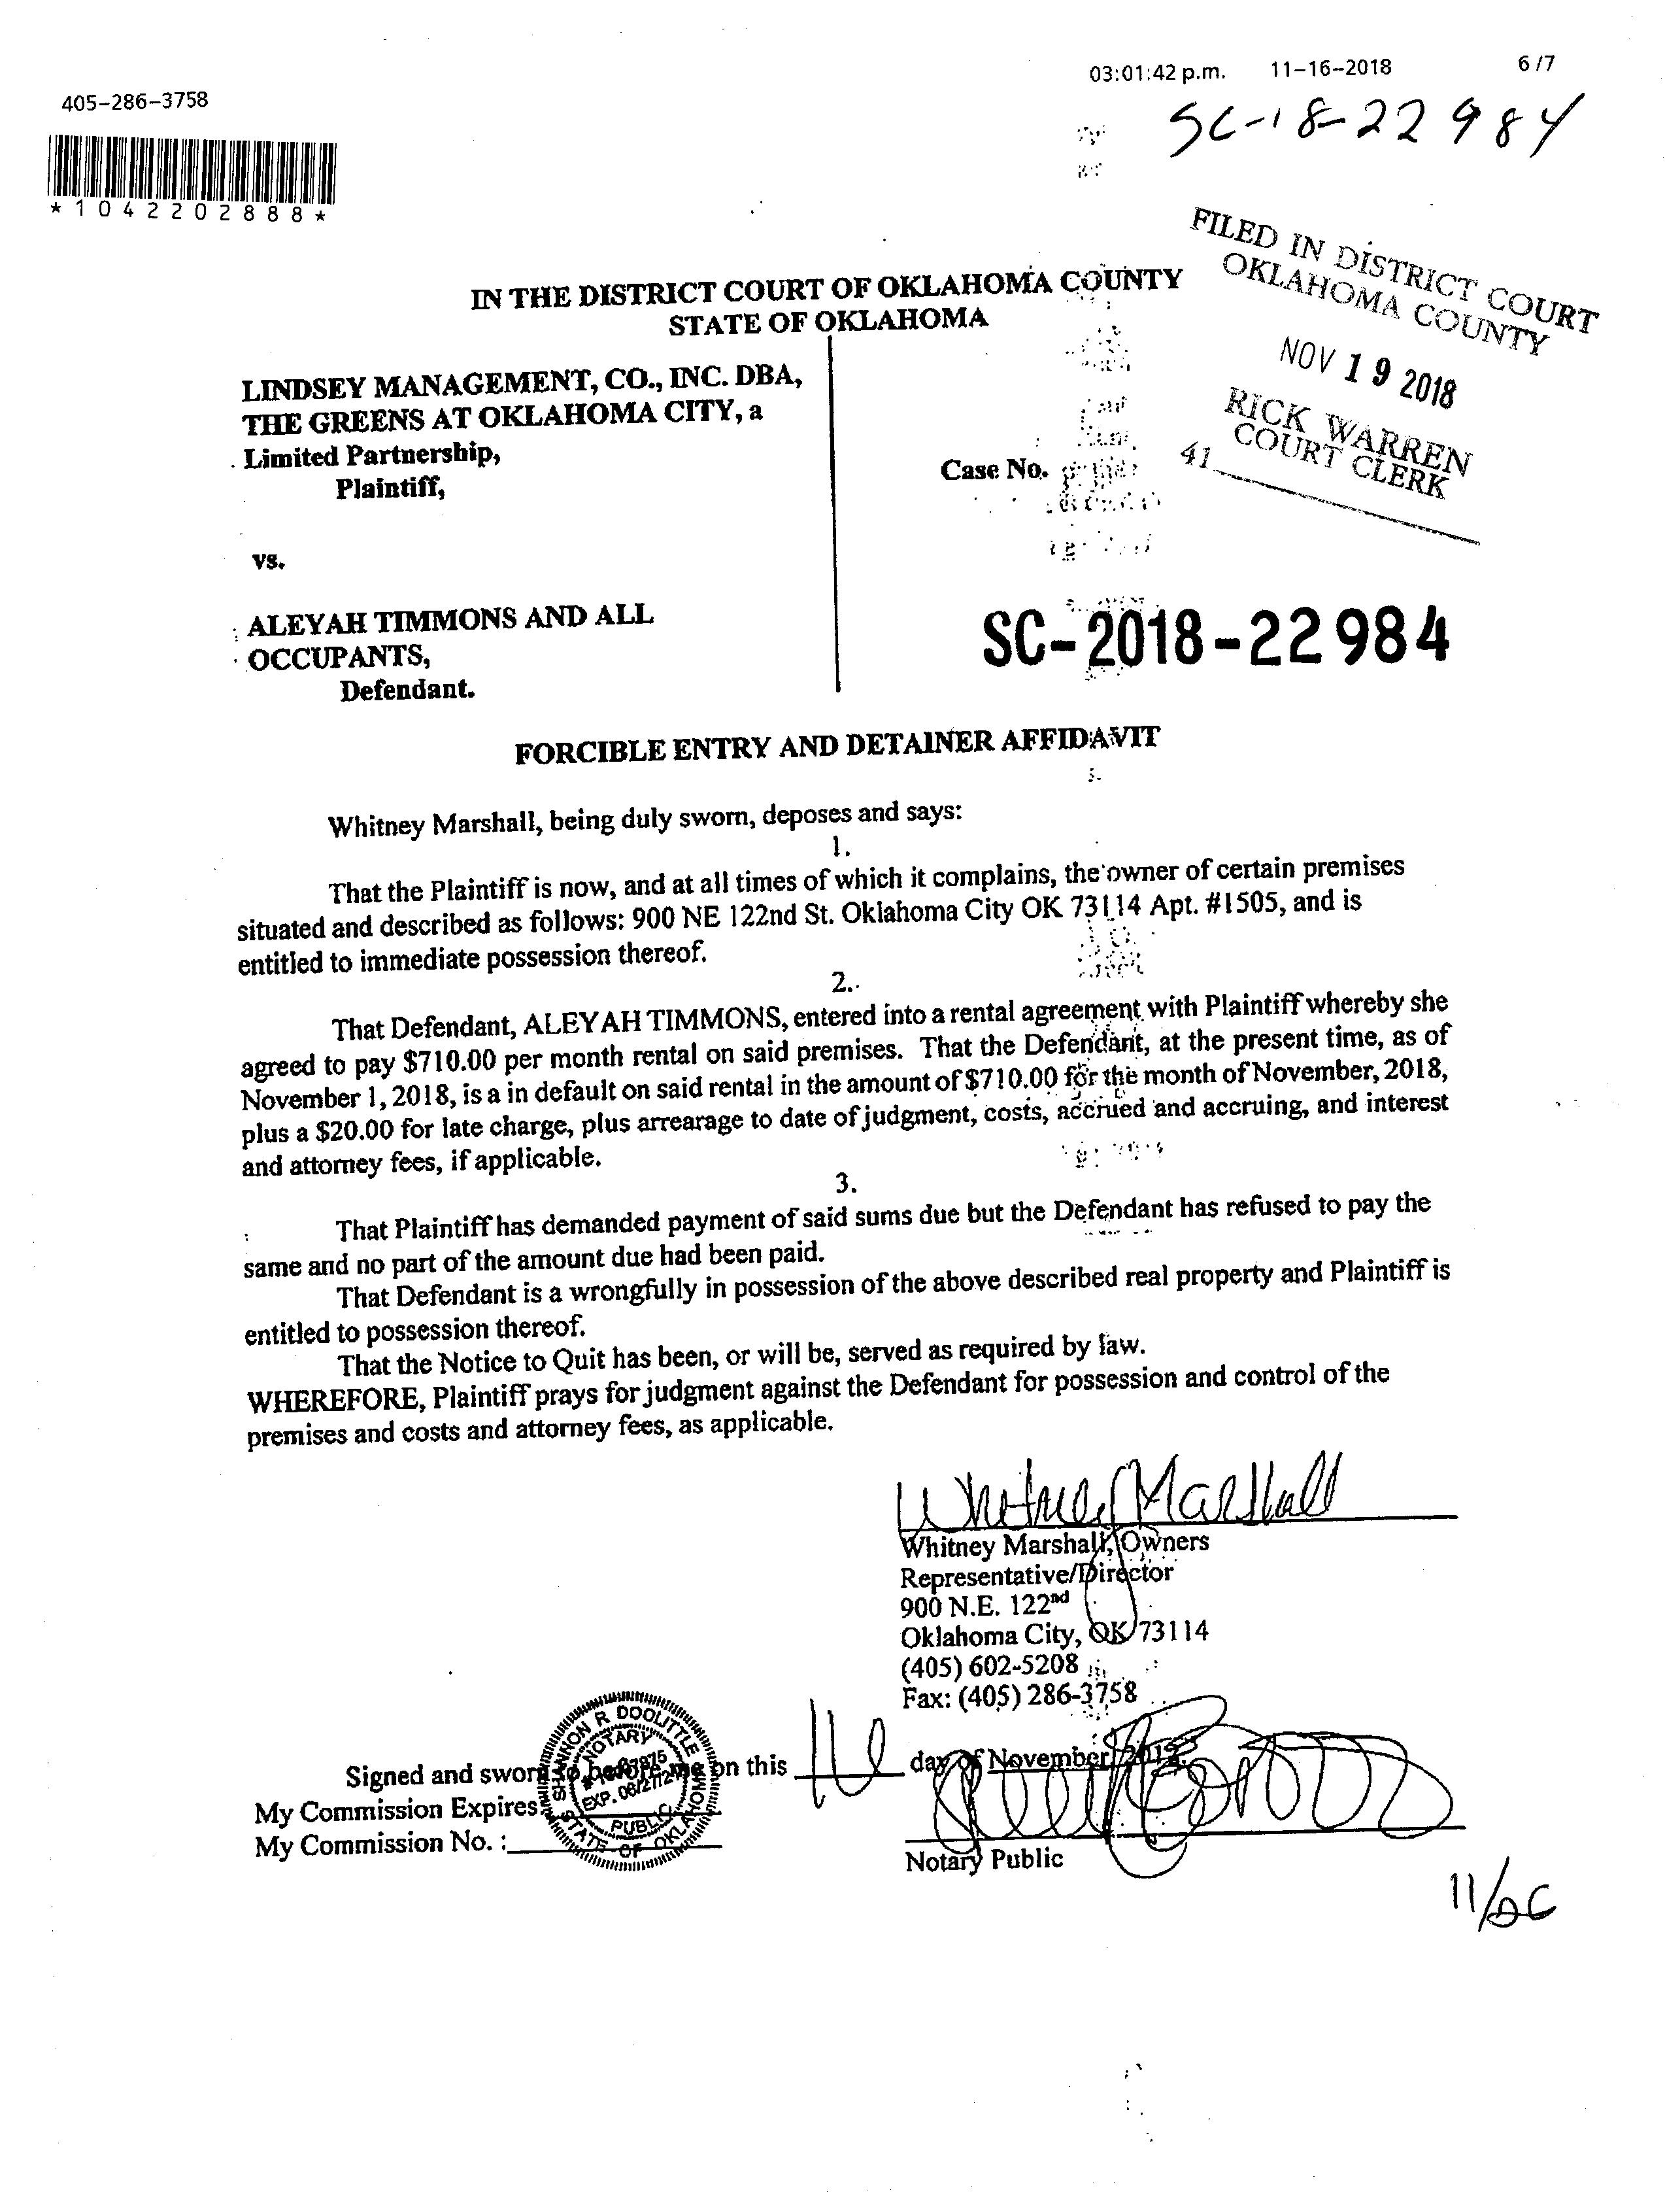 03:01:42 p.m. 11-16-2018 6 /7
405-286-3758
SC-18-22984
*1042202888*
FILED IN DISTRICT COURT
OKLAHOMA COUNTY
NOV 19 2018
RICK WARREN
COURT CLERK
41
IN THE DISTRICT COURT OF OKLAHOMA COUNTY
STATE OF OKLAHOMA
LINDSEY MANAGEMENT, CO., INC. DBA,
THE GREENS AT OKLAHOMA CITY, a
Limited Partnership,
Plaintiff,
Case No.
vs.
ALEYAH TIMMONS AND ALL
OCCUPANTS,
Defendant.
SC-2018-22984
FORCIBLE ENTRY AND DETAINER AFFIDAVIT
Whitney Marshall, being duly sworn, deposes and says:
1.
That the Plaintiff is now, and at all times of which it complains, the owner of certain premises
situated and described as follows: 900 NE 122nd St. Oklahoma City OK 73114 Apt. #1505, and is
entitled to immediate possession thereof.
2.
That Defendant, ALEYAH TIMMONS, entered into a rental agreement with Plaintiff whereby she
agreed to pay $710.00 per month rental on said premises. That the Defendant, at the present time, as of
November 1, 2018, is a in default on said rental in the amount of $710.00 for the month of November, 2018,
plus a $20.00 for late charge, plus arrearage to date of judgment, costs, accrued and accruing, and interest
and attorney fees, if applicable.
3.
That Plaintiff has demanded payment of said sums due but the Defendant has refused to pay the
same and no part of the amount due had been paid.
That Defendant is a wrongfully in possession of the above described real property and Plaintiff is
entitled to possession thereof.
That the Notice to Quit has been, or will be, served as required by law.
WHEREFORE, Plaintiff prays for judgment against the Defendant for possession and control of the
premises and costs and attorney fees, as applicable.
Whitney Marshall
Whitney Marshall, Owners
Representative/Director
900 N.E. 122nd
Oklahoma City, OK 73114
(405) 602-5208
Fax: (405) 286-3758
Signed and sworn to before me on this 16 day of November, 2018.
My Commission Expires
My Commission No. :
SHANNON R DOOLITTLE
NOTARY
PUBLIC
STATE OF OKLAHOMA
Notary Public